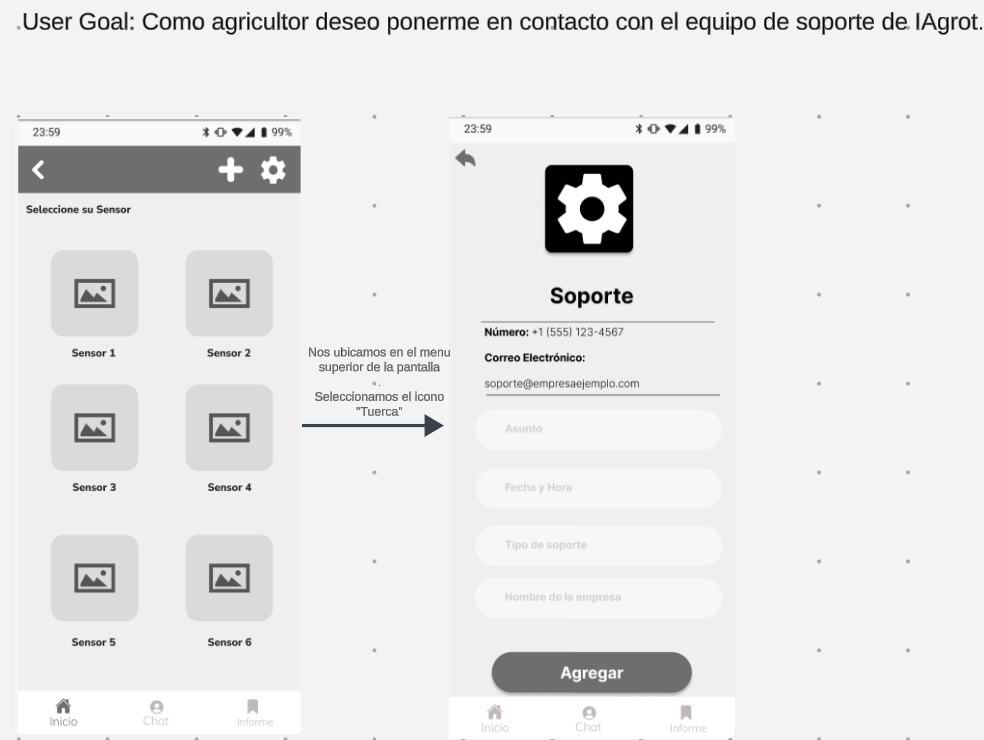 User Goal: Como agricultor deseo ponerme en contacto con el equipo de soporte de IAgrot.
23:59
99%
Seleccione su Sensor
Sensor 1
Sensor 2
Sensor 3
Sensor 4
Sensor 5
Sensor 6
Inicio
Chat
Informe
Nos ubicamos en el menu
superior de la pantalla
.
Seleccionamos el icono
"Tuerca"
23:59
99%
Soporte
Número: +1 (555) 123-4567
Correo Electrónico:
soporte@empresaejemplo.com
Asunto
Fecha y Hora
Tipo de soporte
Nombre de la empresa
Agregar
Inicio
Chat
Informe